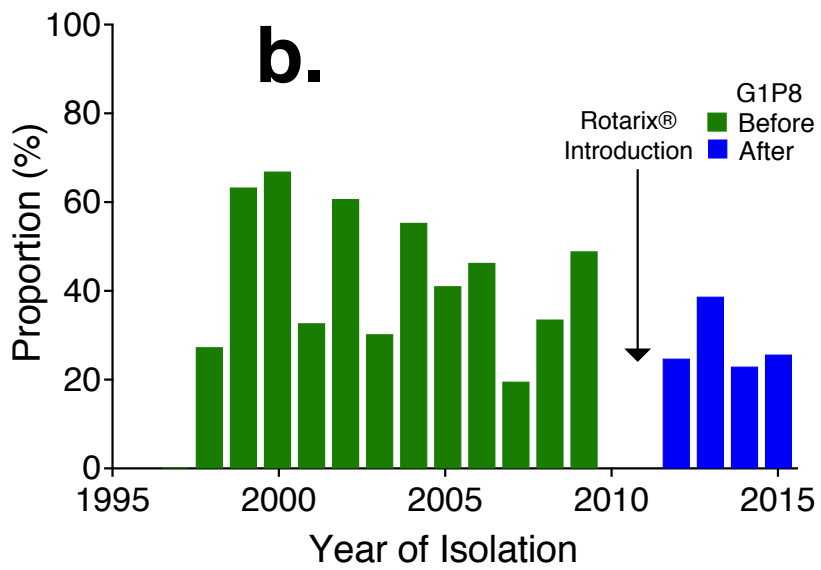 b.
G1P8
Before
After
Rotarix®
Introduction
Proportion (%)
100
80
60
40
20
0
1995
2000
2005
2010
2015
Year of Isolation